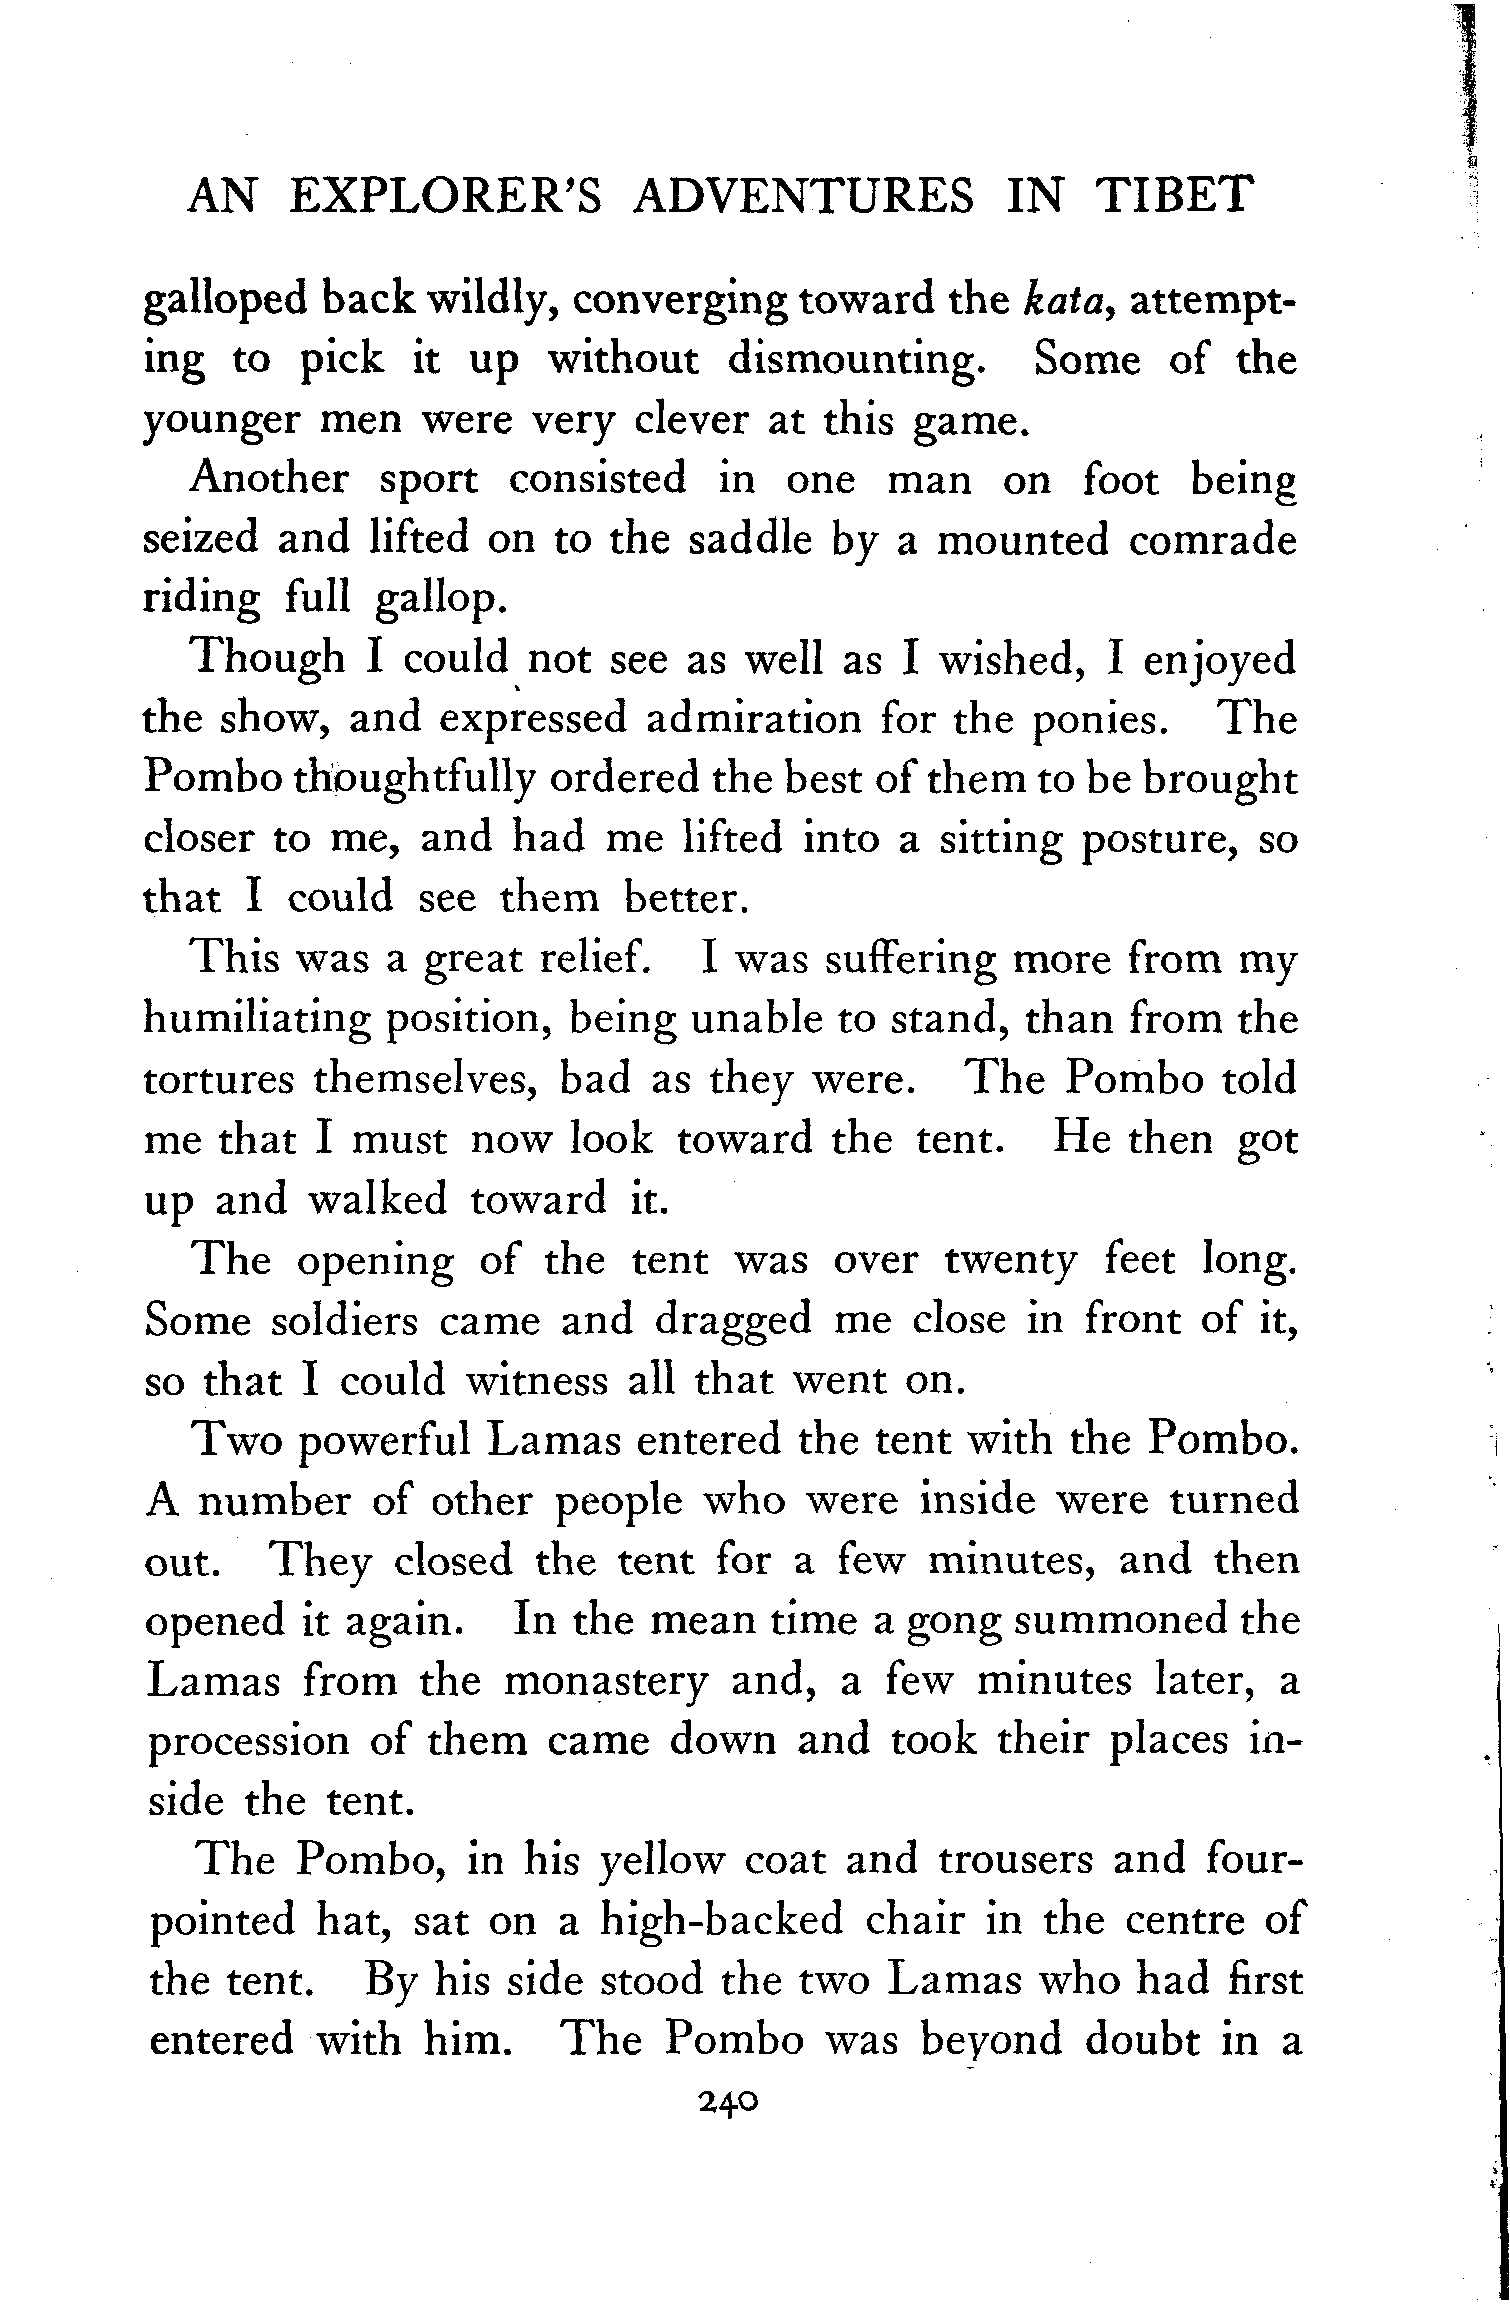 AN EXPLORER'S ADVENTURES IN TIBET
galloped back wildly, converging toward the kata, attempt-
ing to pick it up without dismounting. Some of the
younger men were very clever at this game.
Another sport consisted in one man on foot being
seized and lifted on to the saddle by a mounted comrade
riding full gallop.
Though I could not see as well as I wished, I enjoyed
the show, and expressed admiration for the ponies. The
Pombo thoughtfully ordered the best of them to be brought
closer to me, and had me lifted into a sitting posture, so
that I could see them better.
This was a great relief. I was suffering more from my
humiliating position, being unable to stand, than from the
tortures themselves, bad as they were. The Pombo told
me that I must now look toward the tent. He then got
up and walked toward it.
The opening of the tent was over twenty feet long.
Some soldiers came and dragged me close in front of it,
so that I could witness all that went on.
Two powerful Lamas entered the tent with the Pombo.
A number of other people who were inside were turned
out. They closed the tent for a few minutes, and then
opened it again. In the mean time a gong summoned the
Lamas from the monastery and, a few minutes later, a
procession of them came down and took their places in-
side the tent.
The Pombo, in his yellow coat and trousers and four-
pointed hat, sat on a high-backed chair in the centre of
the tent. By his side stood the two Lamas who had first
entered with him. The Pombo was beyond doubt in a
240